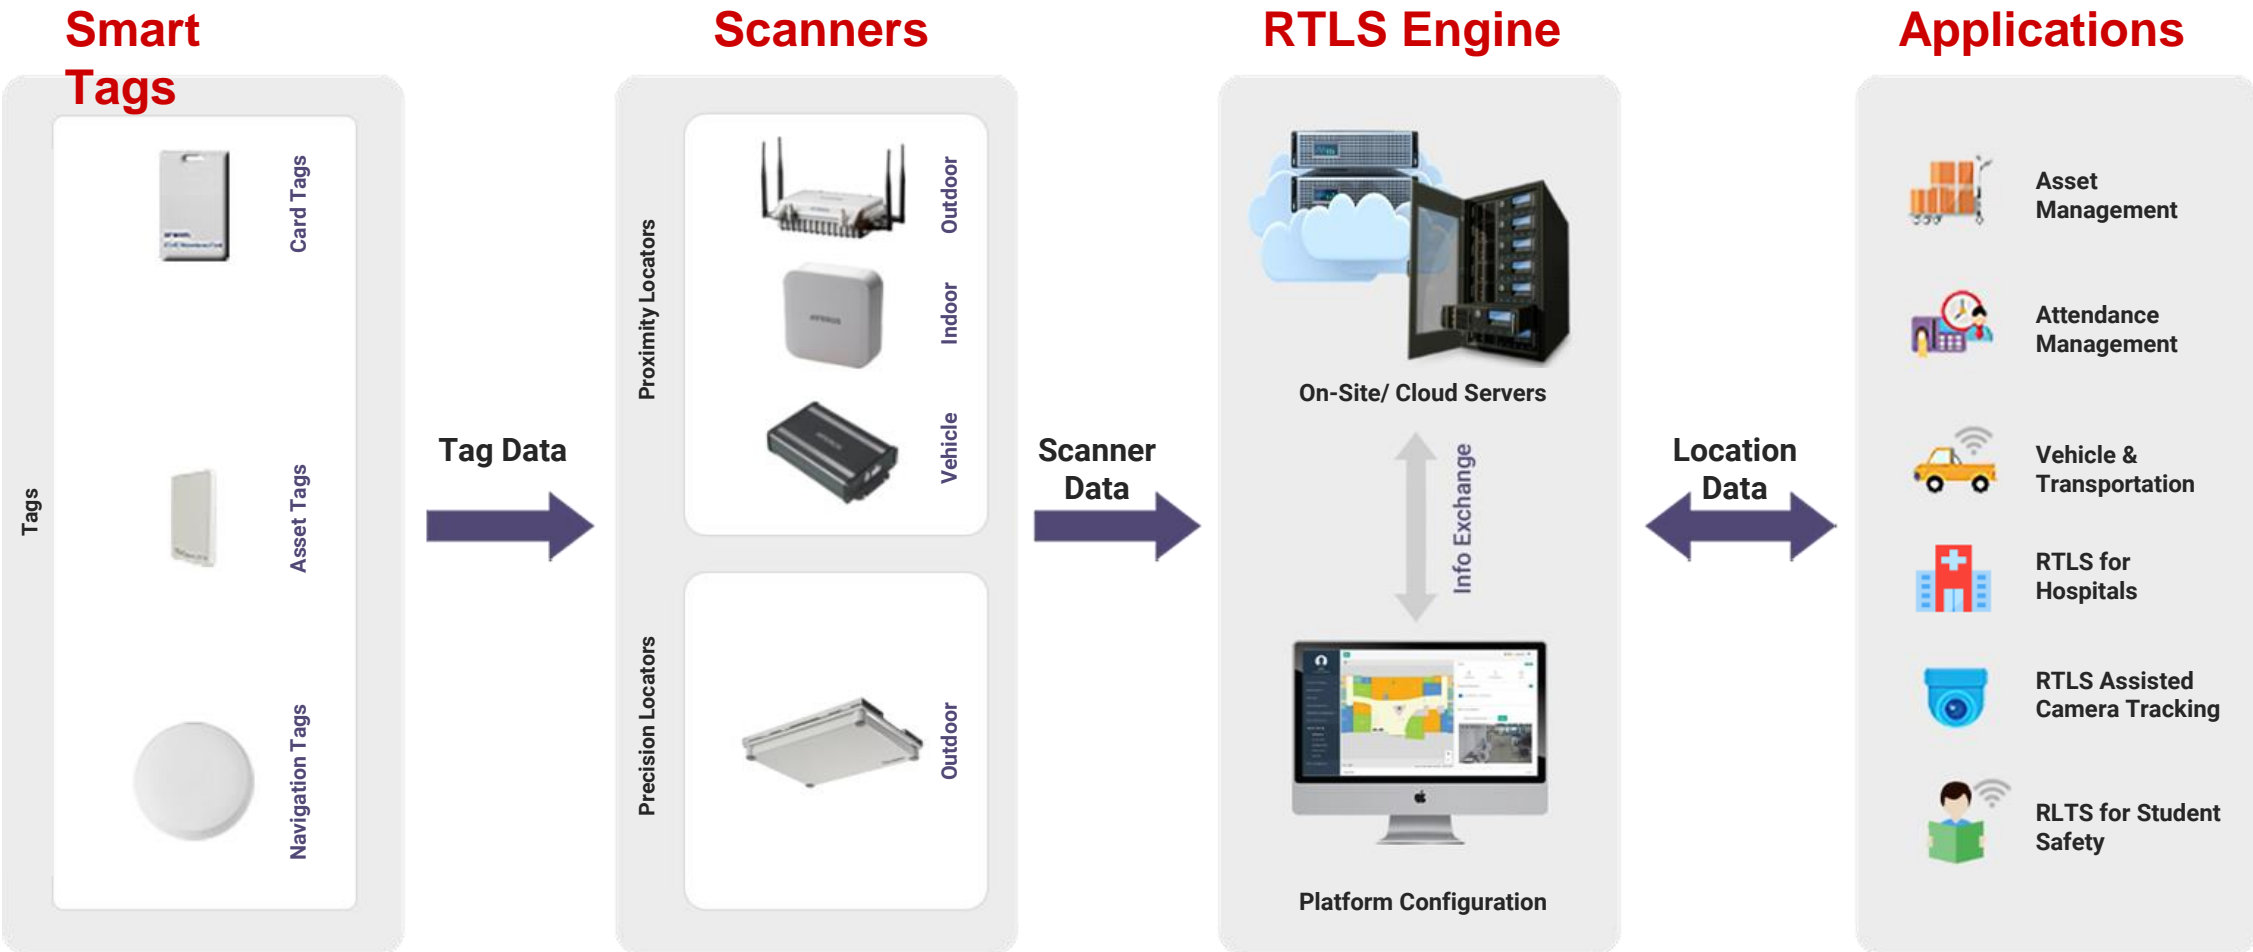 Smart
Tags
Scanners
RTLS Engine
Applications
Tags
Card Tags
Asset Tags
Navigation Tags
Tag Data
Proximity Locators
Outdoor
Indoor
Vehicle
Precision Locators
Outdoor
Scanner
Data
On-Site/ Cloud Servers
Info Exchange
Platform Configuration
Location
Data
Asset
Management
Attendance
Management
Vehicle &
Transportation
RTLS for
Hospitals
RTLS Assisted
Camera Tracking
RLTS for Student
Safety